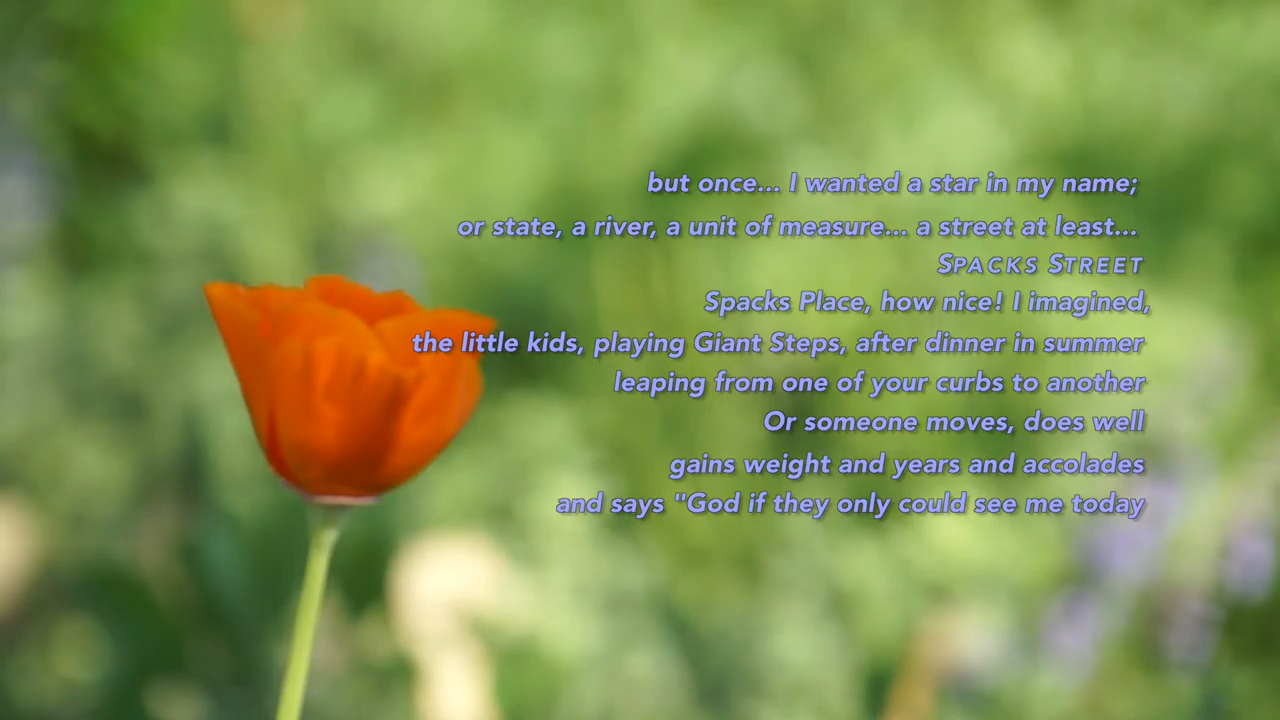 but once... I wanted a star in my name;
or state, a river, a unit of measure... a street at least...
SPACKS STREET
Spacks Place, how nice! I imagined,
the little kids, playing Giant Steps, after dinner in summer
leaping from one of your curbs to another
Or someone moves, does well
gains weight and years and accolades
and says "God if they only could see me today